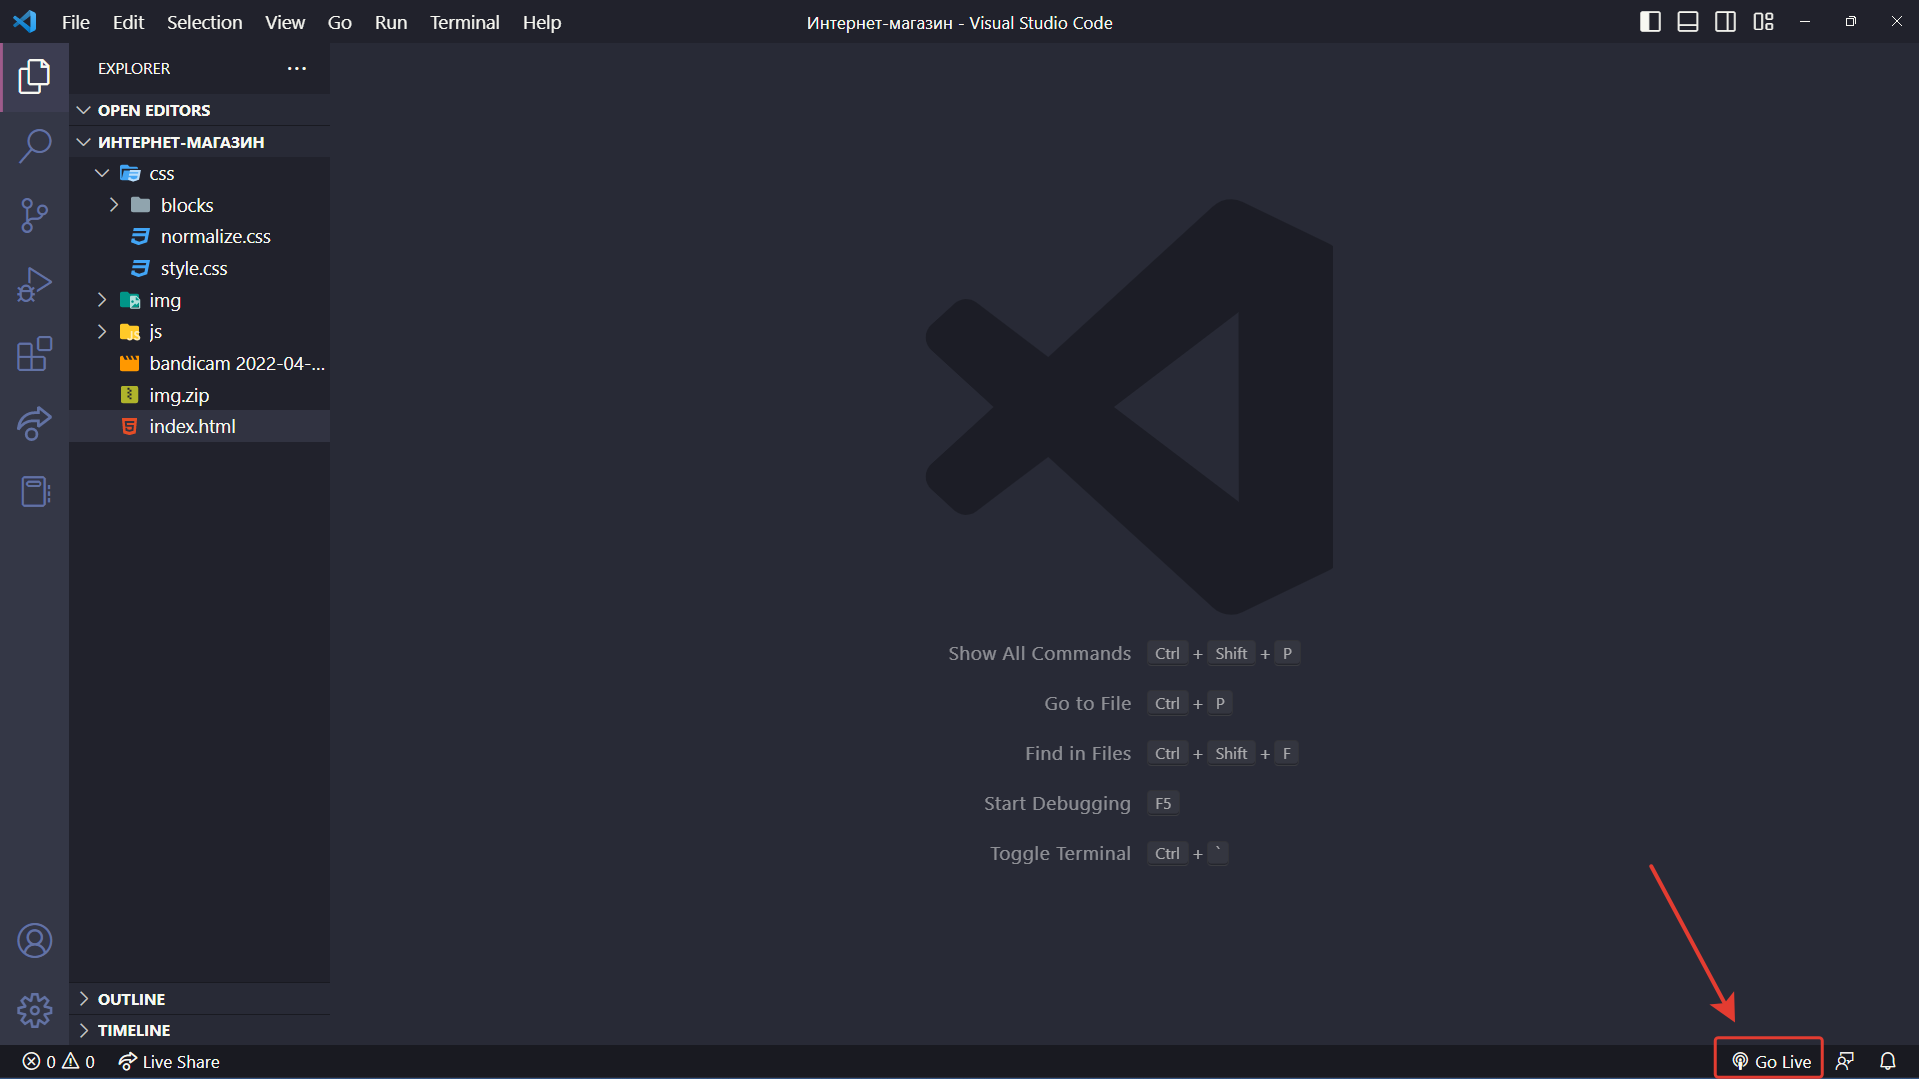 File Edit Selection View Go Run Terminal Help
Интернет-магазин - Visual Studio Code
EXPLORER
OPEN EDITORS
ИНТЕРНЕТ-МАГАЗИН
css
blocks
normalize.css
style.css
img
js
bandicam 2022-04-...
img.zip
index.html
Show All Commands Ctrl + Shift + P
Go to File Ctrl + P
Find in Files Ctrl + Shift + F
Start Debugging F5
Toggle Terminal Ctrl + `
OUTLINE
TIMELINE
0 0 Live Share
Go Live